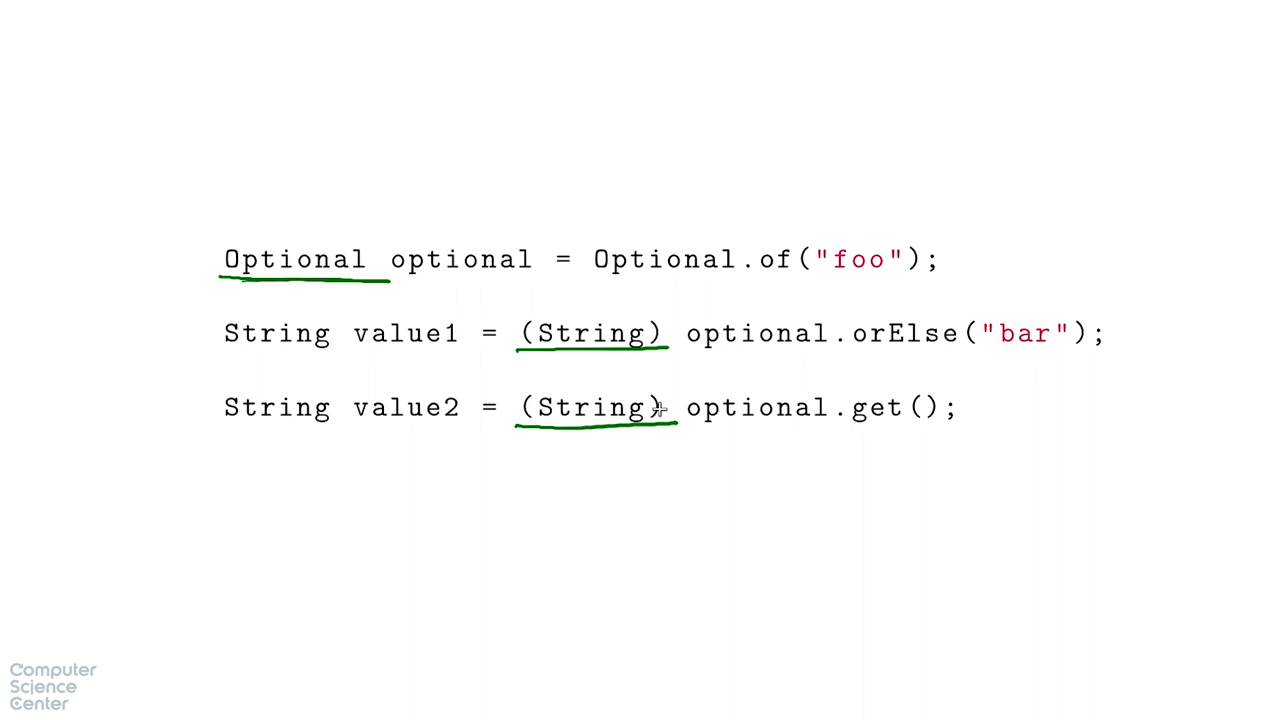 Optional optional = Optional.of("foo");
String value1 = (String) optional.orElse("bar");
String value2 = (String) optional.get();
Computer
Science
Center